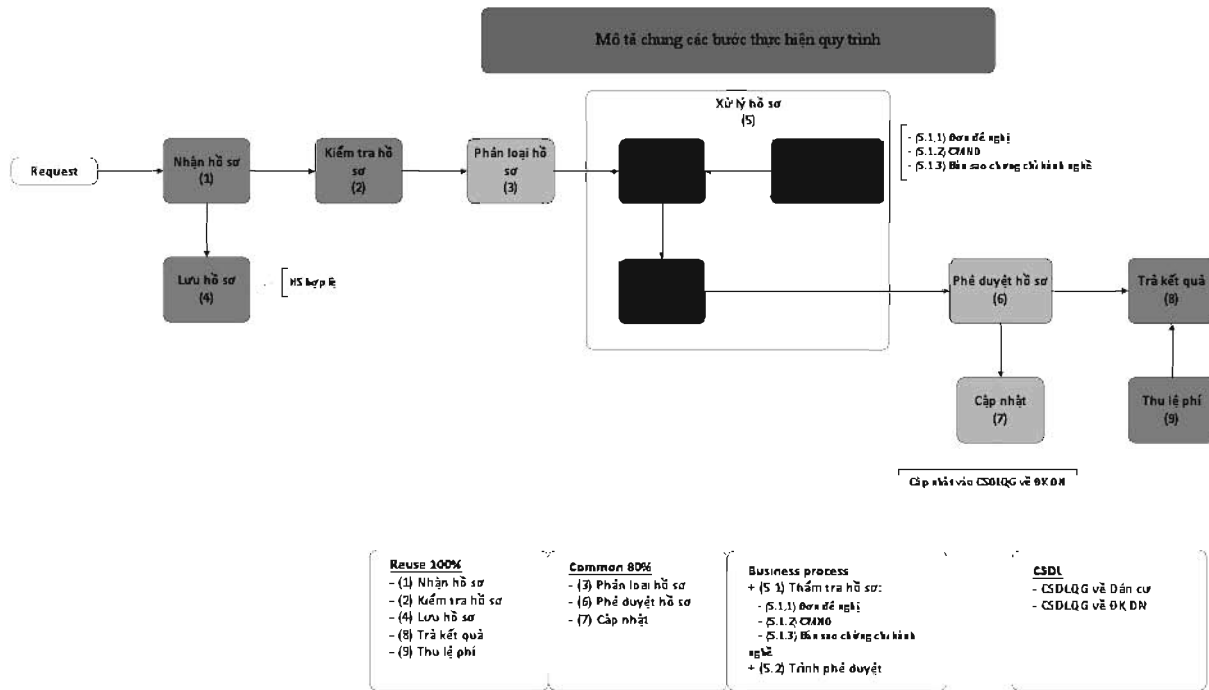 Mô tả chung các bước thực hiện quy trình
Xử lý hồ sơ
(5)
- (5.1.1) Đơn đề nghị
- (5.1.2) CMND
- (5.1.3) Bản sao chứng chỉ hành nghề
Request
Nhận hồ sơ
(1)
Kiểm tra hồ
sơ
(2)
Phân loại hồ
sơ
(3)
Lưu hồ sơ
(4)
HS hợp lệ
Phê duyệt hồ sơ
(6)
Trả kết quả
(8)
Cập nhật
(7)
Thu lệ phí
(9)
Cập nhật vào CSDLQG về ĐKDN
Reuse 100%
- (1) Nhận hồ sơ
- (2) Kiểm tra hồ sơ
- (4) Lưu hồ sơ
- (8) Trả kết quả
- (9) Thu lệ phí
Common 80%
- (3) Phân loại hồ sơ
- (6) Phê duyệt hồ sơ
- (7) Cập nhật
Business process
+ (5.1) Thẩm tra hồ sơ:
- (5.1.1) Đơn đề nghị
- (5.1.2) CMND
- (5.1.3) Bản sao chứng chỉ hành
nghề
+ (5.2) Trình phê duyệt
CSDL
- CSDLQG về Dân cư
- CSDLQG về ĐKDN